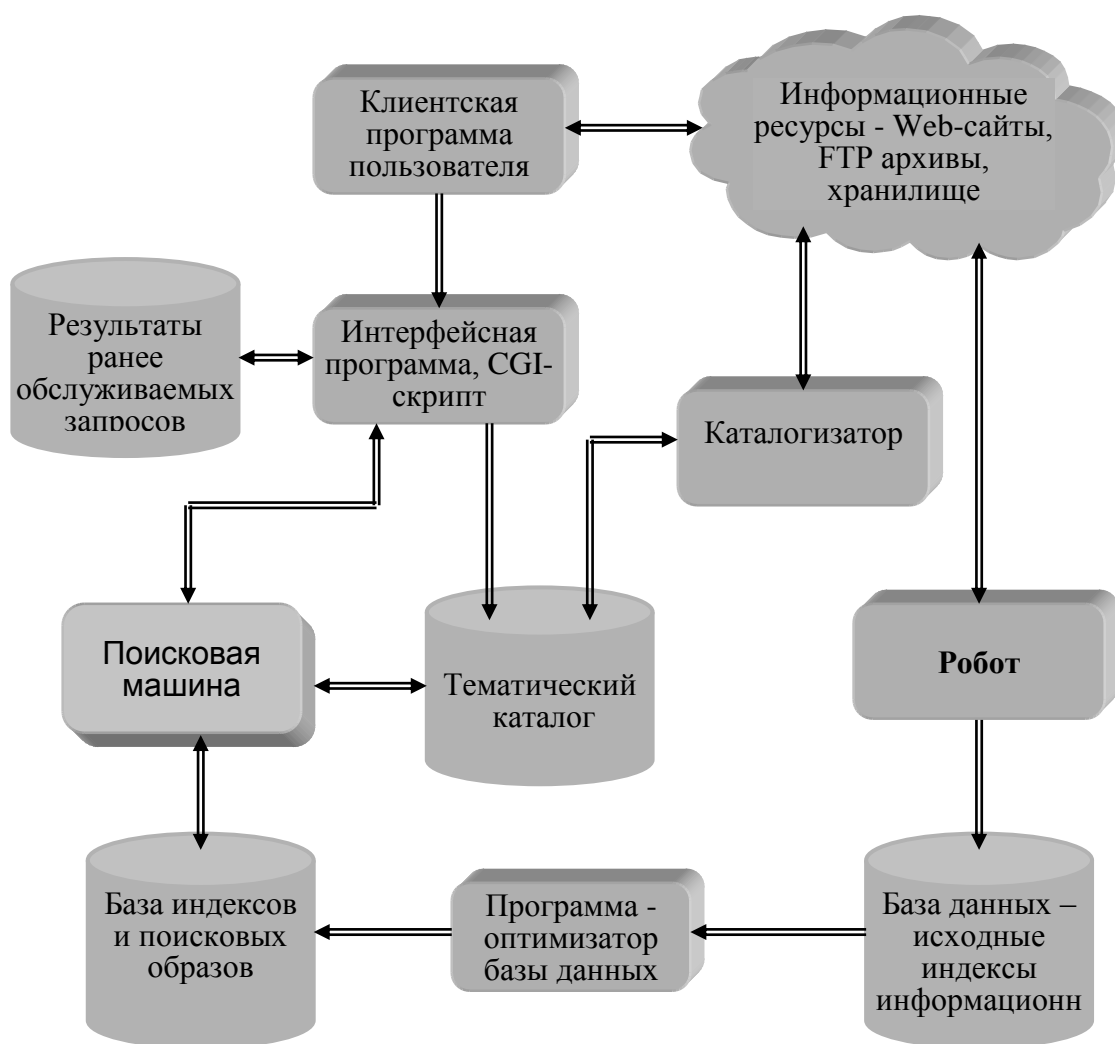 Клиентская
программа
пользователя
Информационные
ресурсы - Web-сайты,
FTP архивы,
хранилище
Результаты
ранее
обслуживаемых
запросов
Интерфейсная
программа, CGI-
скрипт
Каталогизатор
Поисковая
машина
Тематический
каталог
Робот
База индексов
и поисковых
образов
Программа -
оптимизатор
базы данных
База данных –
исходные
индексы
информационн